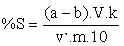 %S = (a – b).V.k / v'.m.10